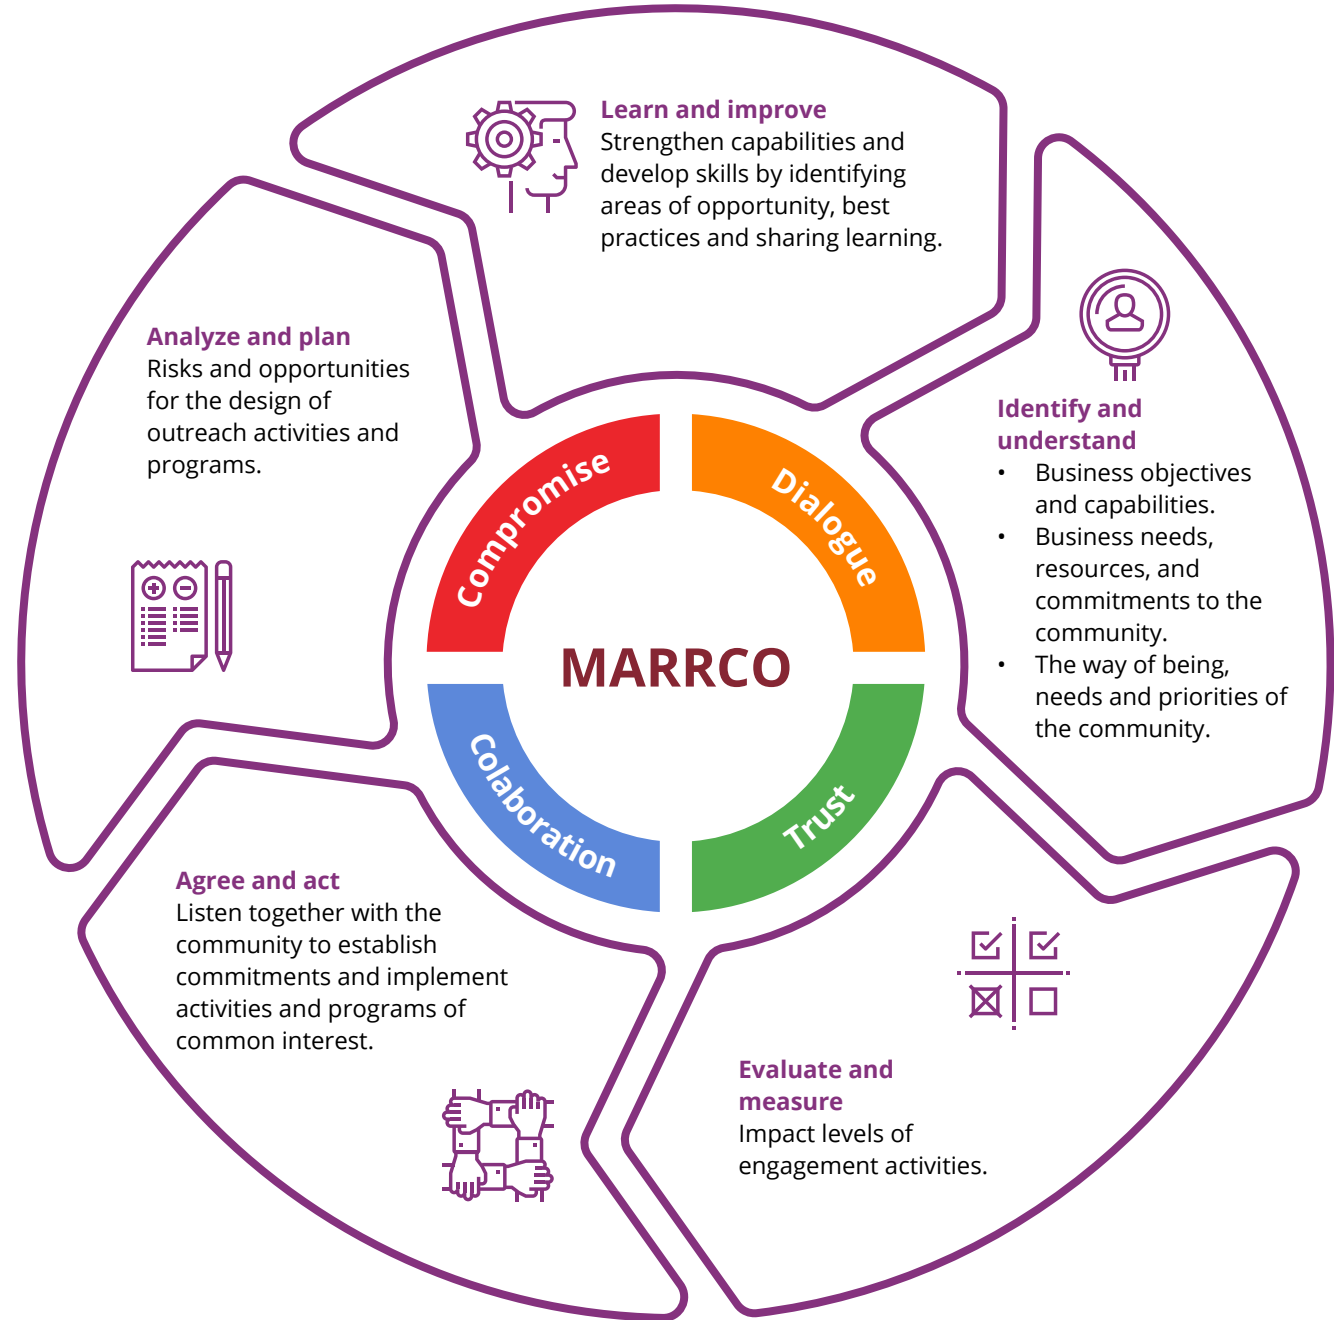 Learn and improve
Strengthen capabilities and
develop skills by identifying
areas of opportunity, best
practices and sharing learning.
Identify and
understand
• Business objectives
and capabilities.
• Business needs,
resources, and
commitments to the
community.
• The way of being,
needs and priorities of
the community.
Evaluate and
measure
Impact levels of
engagement activities.
Agree and act
Listen together with the
community to establish
commitments and implement
activities and programs of
common interest.
Analyze and plan
Risks and opportunities
for the design of
outreach activities and
programs.
Compromise
Dialogue
Trust
Colaboration
MARRCO